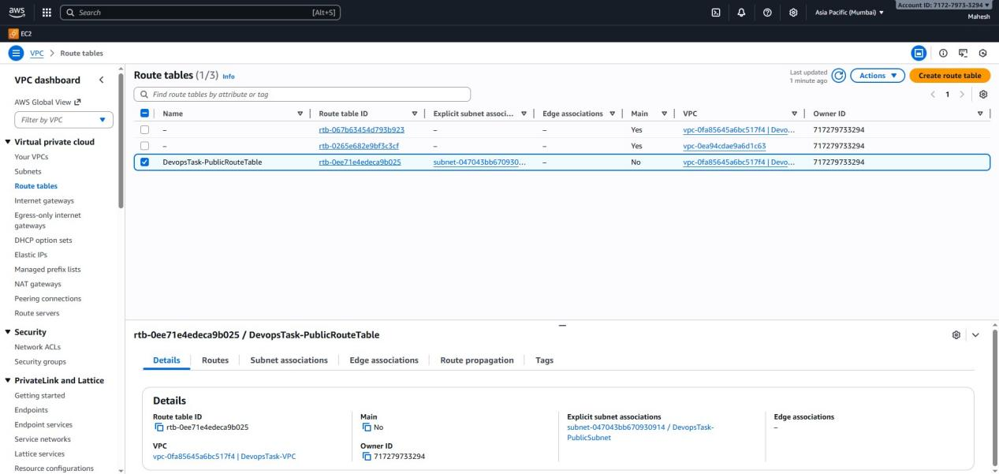 aws
Search [Alt+S] Asia Pacific (Mumbai) ▼ Account ID: 7172-7973-3294 ▼
Mahesh
EC2
VPC > Route tables
VPC dashboard
AWS Global View
Filter by VPC
Virtual private cloud
Your VPCs
Subnets
Route tables
Internet gateways
Egress-only internet
gateways
DHCP option sets
Elastic IPs
Managed prefix lists
NAT gateways
Peering connections
Route servers
Security
Network ACLs
Security groups
PrivateLink and Lattice
Getting started
Endpoints
Endpoint services
Service networks
Lattice services
Resource configurations
Route tables (1/3) Info
Last updated
1 minute ago
Actions ▼ Create route table
Find route tables by attribute or tag
< 1 >
Name Route table ID Explicit subnet associ... Edge associations Main VPC Owner ID
– rtb-067b63454d793b923 – – Yes vpc-0fa85645a6bc517f4 | Devo... 717279733294
– rtb-0265e682e9bf3c3cf – – Yes vpc-0ea94cdae9a6d1c63 717279733294
DevopsTask-PublicRouteTable rtb-0ee71e4edeca9b025 subnet-047043bb670930... – No vpc-0fa85645a6bc517f4 | Devo... 717279733294
rtb-0ee71e4edeca9b025 / DevopsTask-PublicRouteTable
Details Routes Subnet associations Edge associations Route propagation Tags
Details
Route table ID
rtb-0ee71e4edeca9b025
VPC
vpc-0fa85645a6bc517f4 | DevopsTask-VPC
Main
No
Owner ID
717279733294
Explicit subnet associations
subnet-047043bb670930914 / DevopsTask-
PublicSubnet
Edge associations
–